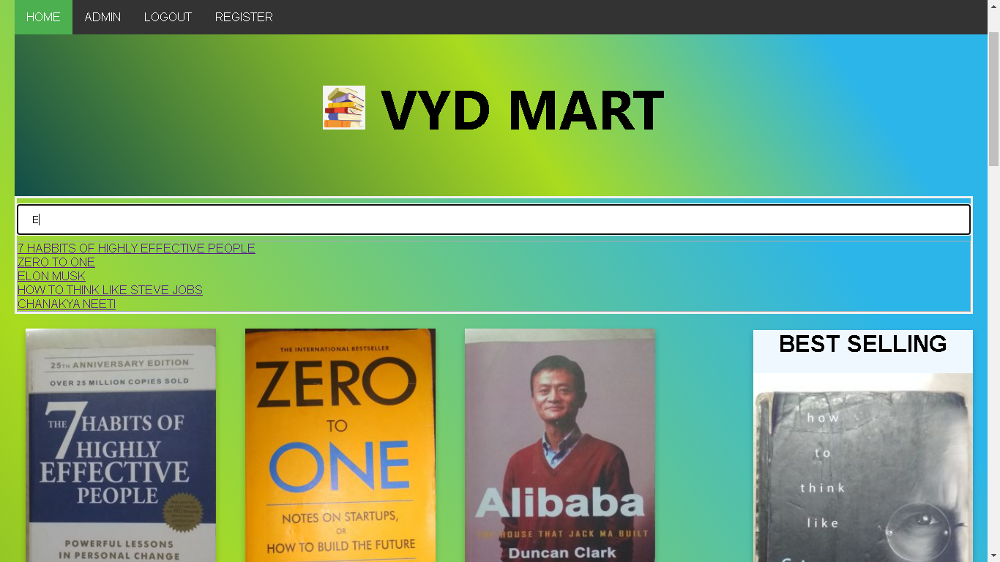 HOME ADMIN LOGOUT REGISTER
VYD MART
E
7 HABBITS OF HIGHLY EFFECTIVE PEOPLE
ZERO TO ONE
ELON MUSK
HOW TO THINK LIKE STEVE JOBS
CHANAKYA NEETI
25TH ANNIVERSARY EDITION
OVER 25 MILLION COPIES SOLD
THE 7 HABITS OF
HIGHLY
EFFECTIVE
PEOPLE
POWERFUL LESSONS
IN PERSONAL CHANGE
THE INTERNATIONAL BESTSELLER
ZERO
TO
ONE
NOTES ON STARTUPS,
OR
HOW TO BUILD THE FUTURE
Alibaba
THE HOUSE THAT JACK MA BUILT
Duncan Clark
BEST SELLING
how
to
think
like